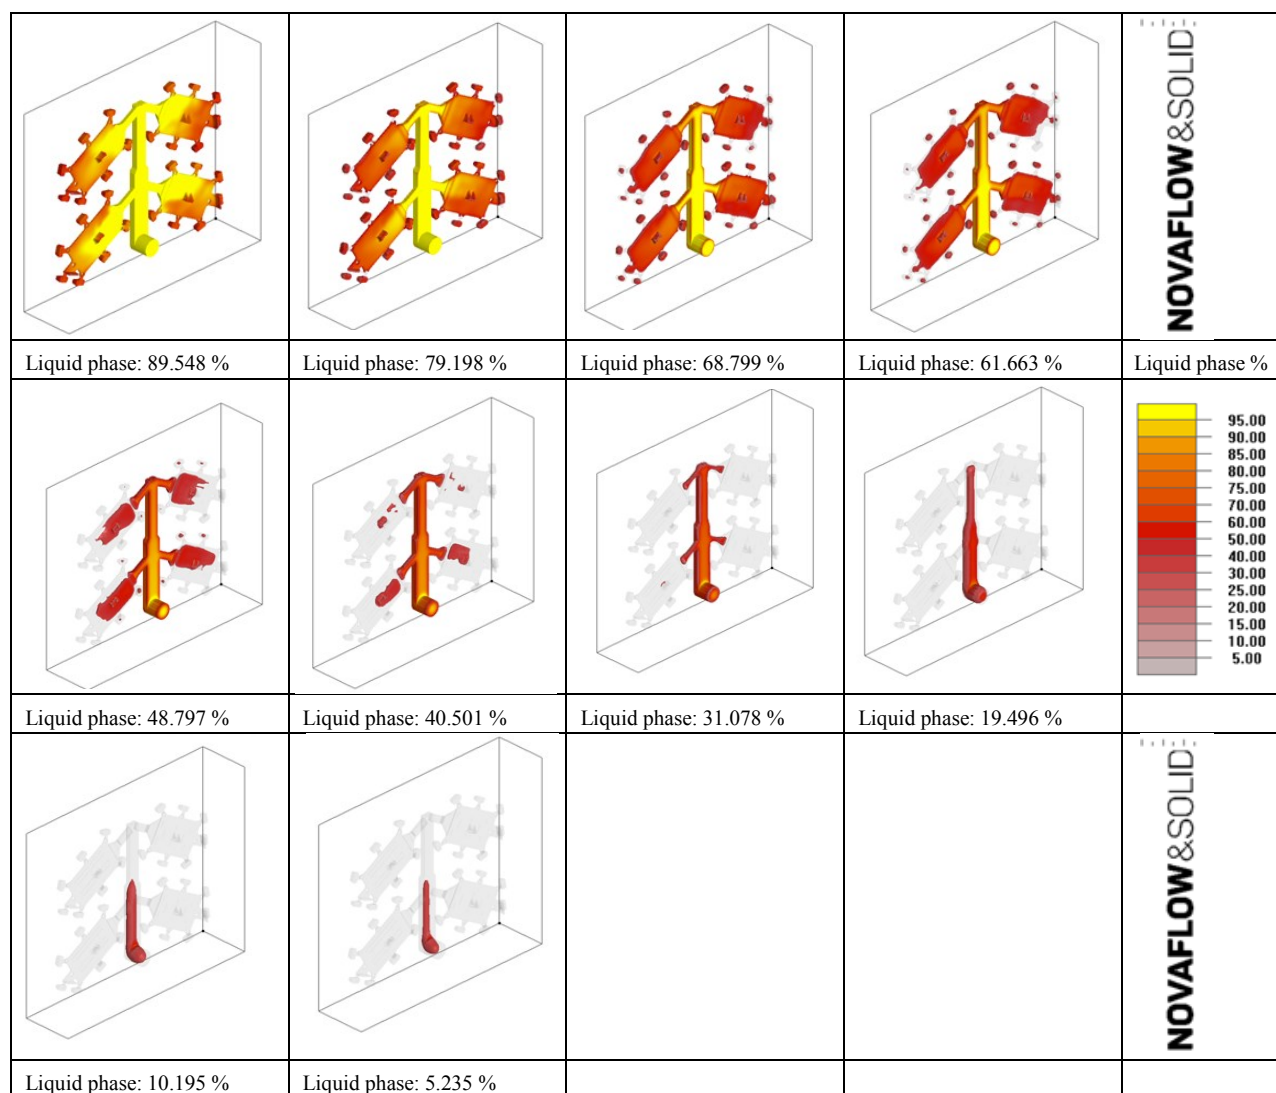 NOVAFLOW&SOLID
Liquid phase: 89.548 %
Liquid phase: 79.198 %
Liquid phase: 68.799 %
Liquid phase: 61.663 %
Liquid phase %
95.00
90.00
85.00
80.00
75.00
60.00
50.00
40.00
30.00
25.00
20.00
15.00
10.00
5.00
Liquid phase: 48.797 %
Liquid phase: 40.501 %
Liquid phase: 31.078 %
Liquid phase: 19.496 %
NOVAFLOW&SOLID
Liquid phase: 10.195 %
Liquid phase: 5.235 %